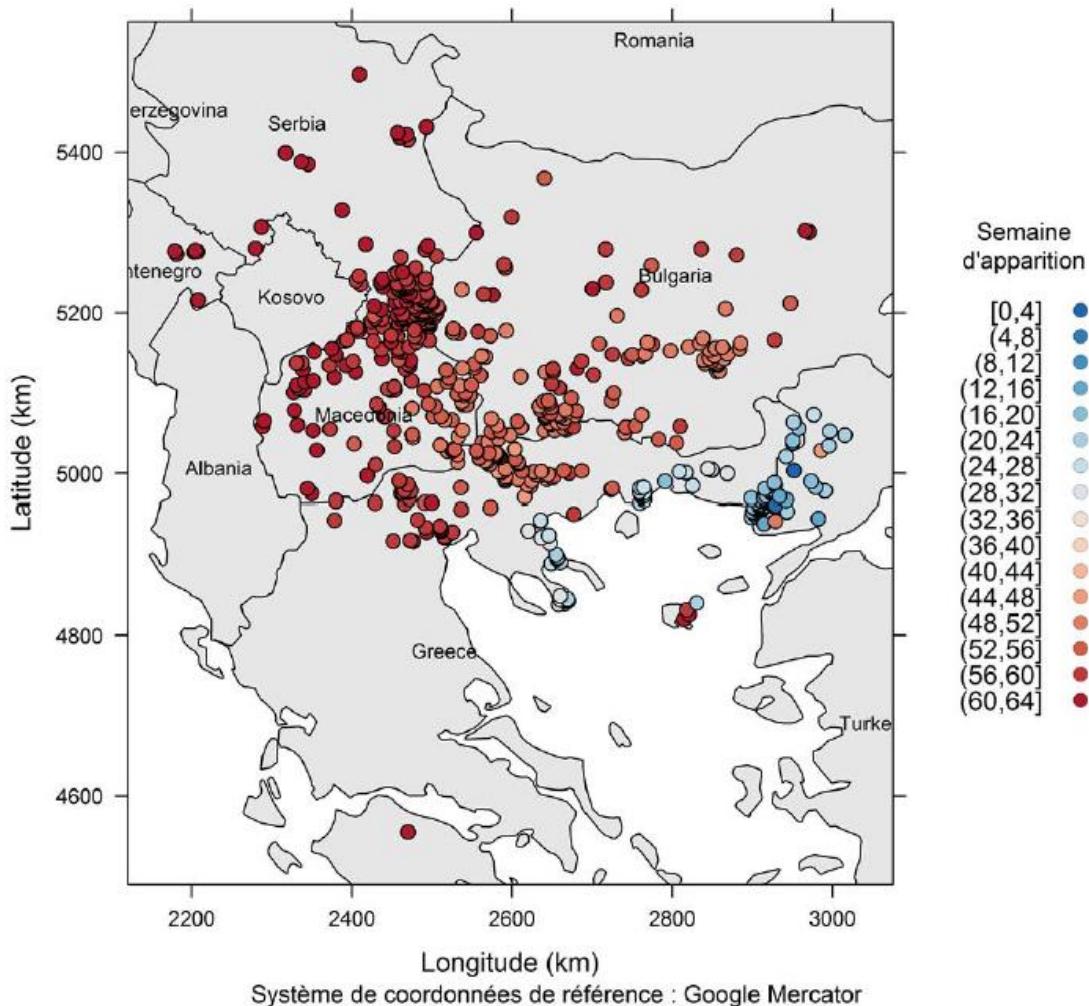 Romania
erzegovina
Serbia
5400
ntenegro
Bulgaria
Kosovo
5200
Macedonia
Albania
5000
4800
Greece
Turke
4600
2200
2400
2600
2800
3000
Latitude (km)
Longitude (km)
Système de coordonnées de référence : Google Mercator
Semaine
d'apparition
[0,4]
(4,8]
(8,12]
(12,16]
(16,20]
(20,24]
(24,28]
(28,32]
(32,36]
(36,40]
(40,44]
(44,48]
(48,52]
(52,56]
(56,60]
(60,64]